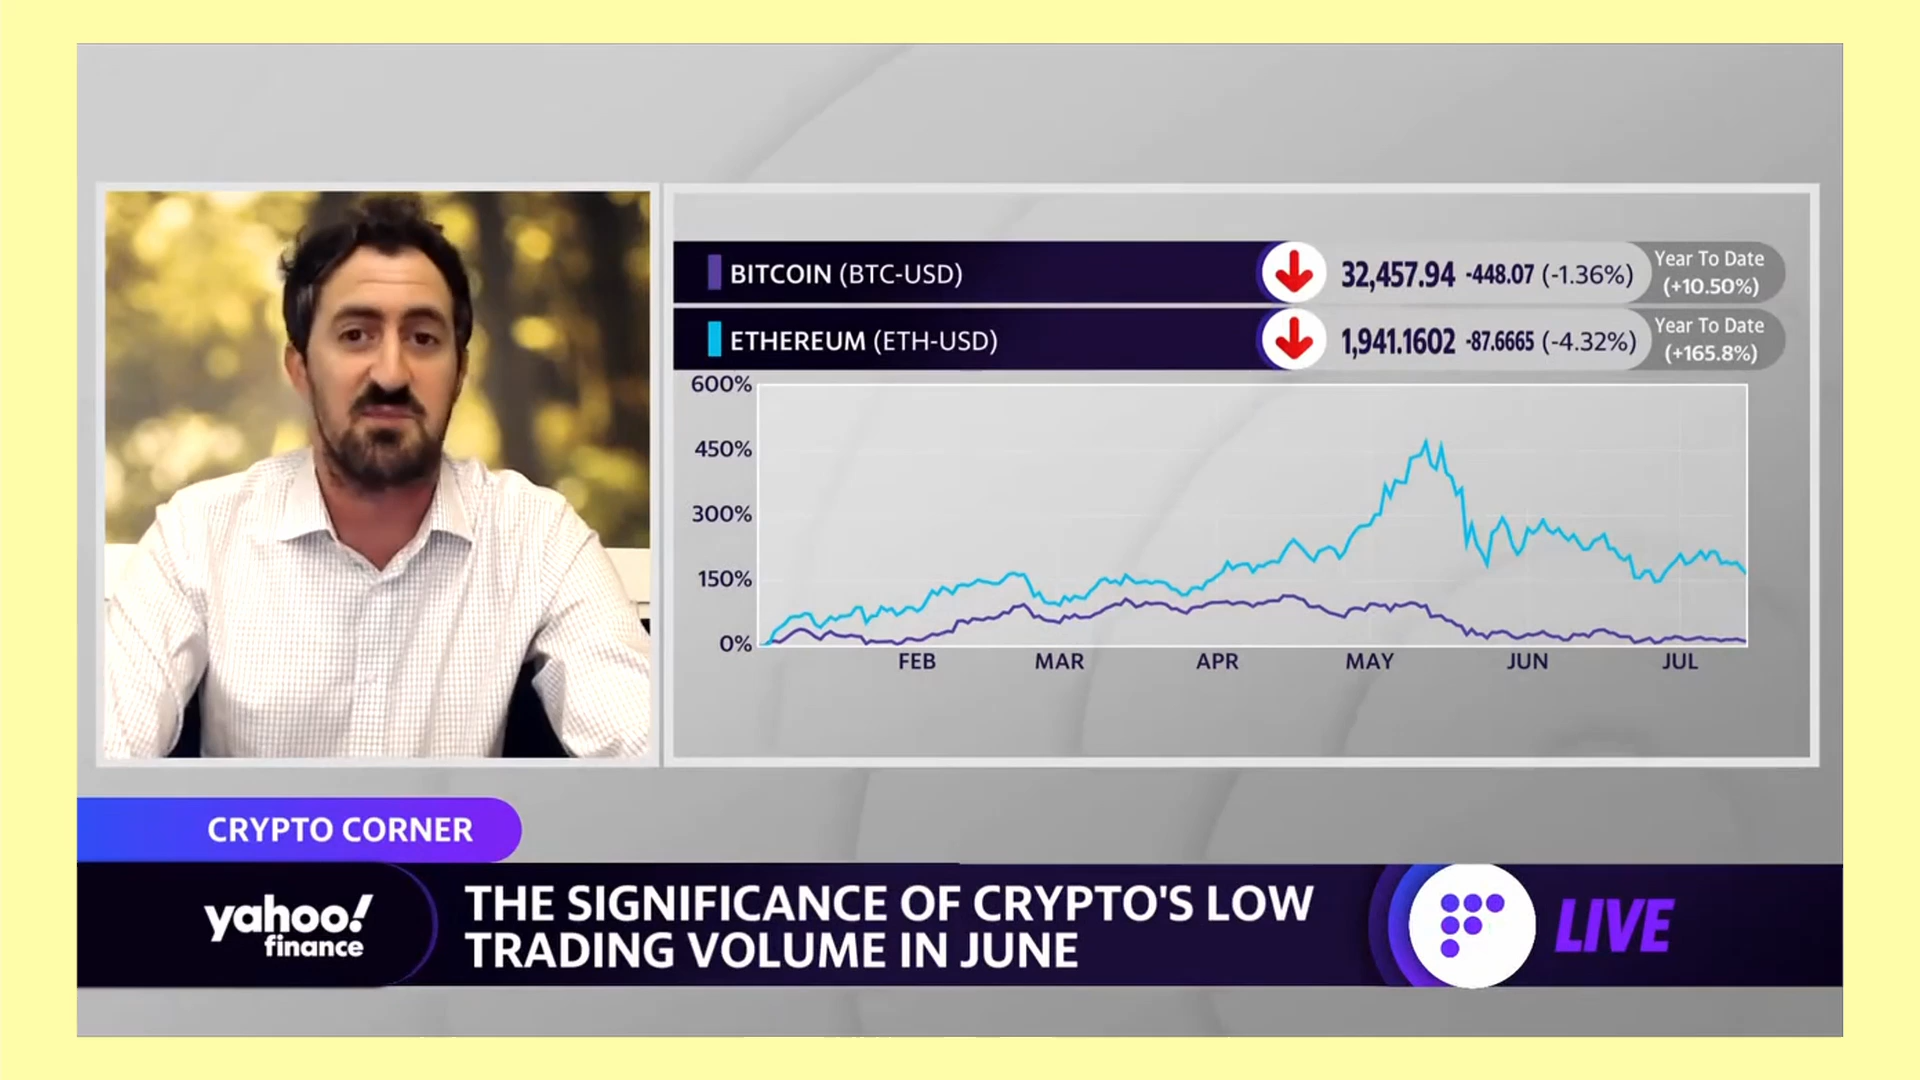 BITCOIN (BTC-USD) 32,457.94 -448.07 (-1.36%) Year To Date (+10.50%)
ETHEREUM (ETH-USD) 1,941.1602 -87.6665 (-4.32%) Year To Date (+165.8%)
600%
450%
300%
150%
0%
FEB MAR APR MAY JUN JUL
CRYPTO CORNER
yahoo!
finance
THE SIGNIFICANCE OF CRYPTO'S LOW
TRADING VOLUME IN JUNE
LIVE